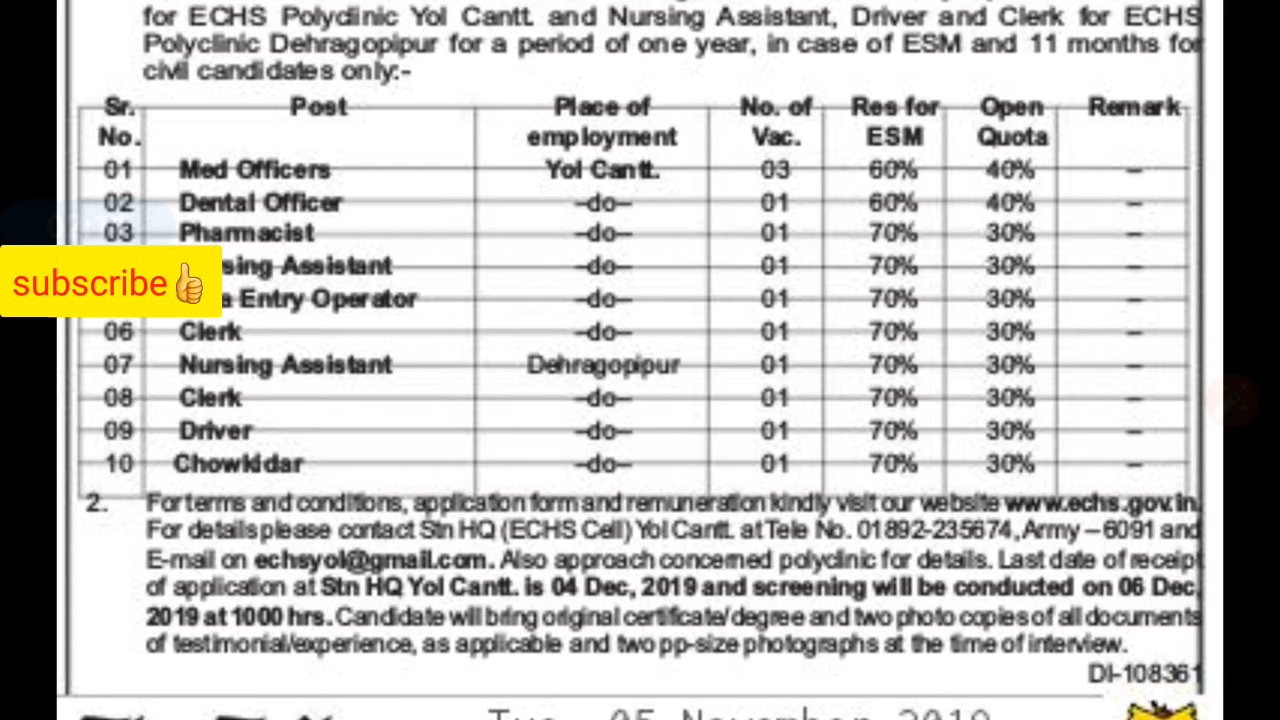 for ECHS Polyclinic Yol Cantt. and Nursing Assistant, Driver and Clerk for ECHS
Polyclinic Dehragopipur for a period of one year, in case of ESM and 11 months for
civil candidates only:-
Sr. No. Post Place of employment No. of Vac. Res for ESM Open Quota Remark
01 Med Officers Yol Cantt. 03 60% 40% –
02 Dental Officer –do– 01 60% 40% –
03 Pharmacist –do– 01 70% 30% –
sing Assistant –do– 01 70% 30% –
subscribe👍
a Entry Operator –do– 01 70% 30% –
06 Clerk –do– 01 70% 30% –
07 Nursing Assistant Dehragopipur 01 70% 30% –
08 Clerk –do– 01 70% 30% –
09 Driver –do– 01 70% 30% –
10 Chowkidar –do– 01 70% 30% –
2. For terms and conditions, application form and remuneration kindly visit our website www.echs.gov.in.
For details please contact Stn HQ (ECHS Cell) Yol Cantt. at Tele No. 01892-235674, Army – 6091 and
E-mail on echsyol@gmail.com. Also approach concerned polyclinic for details. Last date of receipt
of application at Stn HQ Yol Cantt. is 04 Dec, 2019 and screening will be conducted on 06 Dec,
2019 at 1000 hrs. Candidate will bring original certificate/degree and two photo copies of all documents
of testimonial/experience, as applicable and two pp-size photographs at the time of interview.
DI-108361
Tue, 05 November 2019